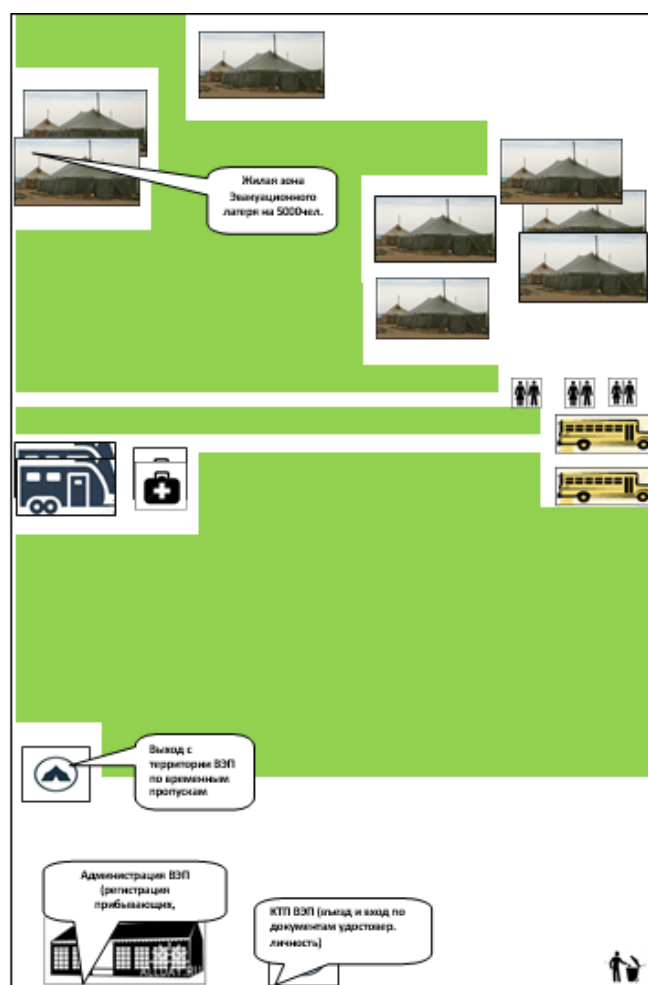 Жилая зона
Эвакуационного
лагеря на 5000чел.
Выход с
территории ВЭП
по временным
пропускам
Администрация ВЭП
(регистрация
прибывающих,
КТП ВЭП (въезд и вход по
документам удостовер.
личность)